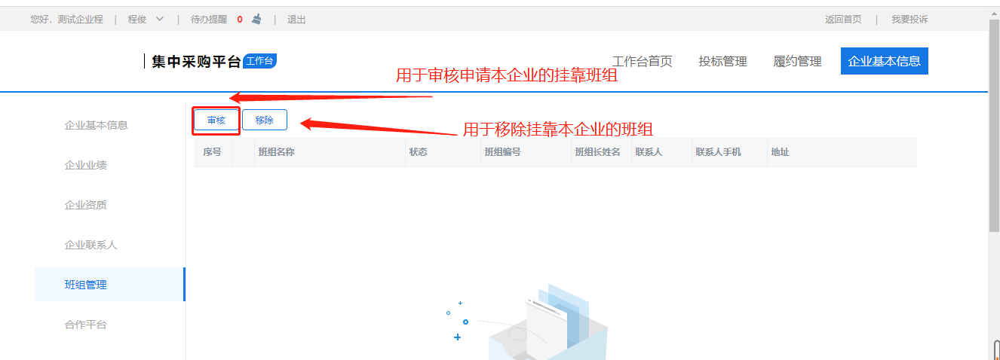 您好，测试企业程 | 程俊 | 待办提醒 0 | 退出 返回首页 | 我要投诉
集中采购平台 工作台 工作台首页 投标管理 履约管理 企业基本信息
用于审核申请本企业的挂靠班组
企业基本信息
审核 移除
用于移除挂靠本企业的班组
序号 班组名称 状态 班组编号 班组长姓名 联系人 联系人手机 地址
企业业绩
企业资质
企业联系人
班组管理
合作平台